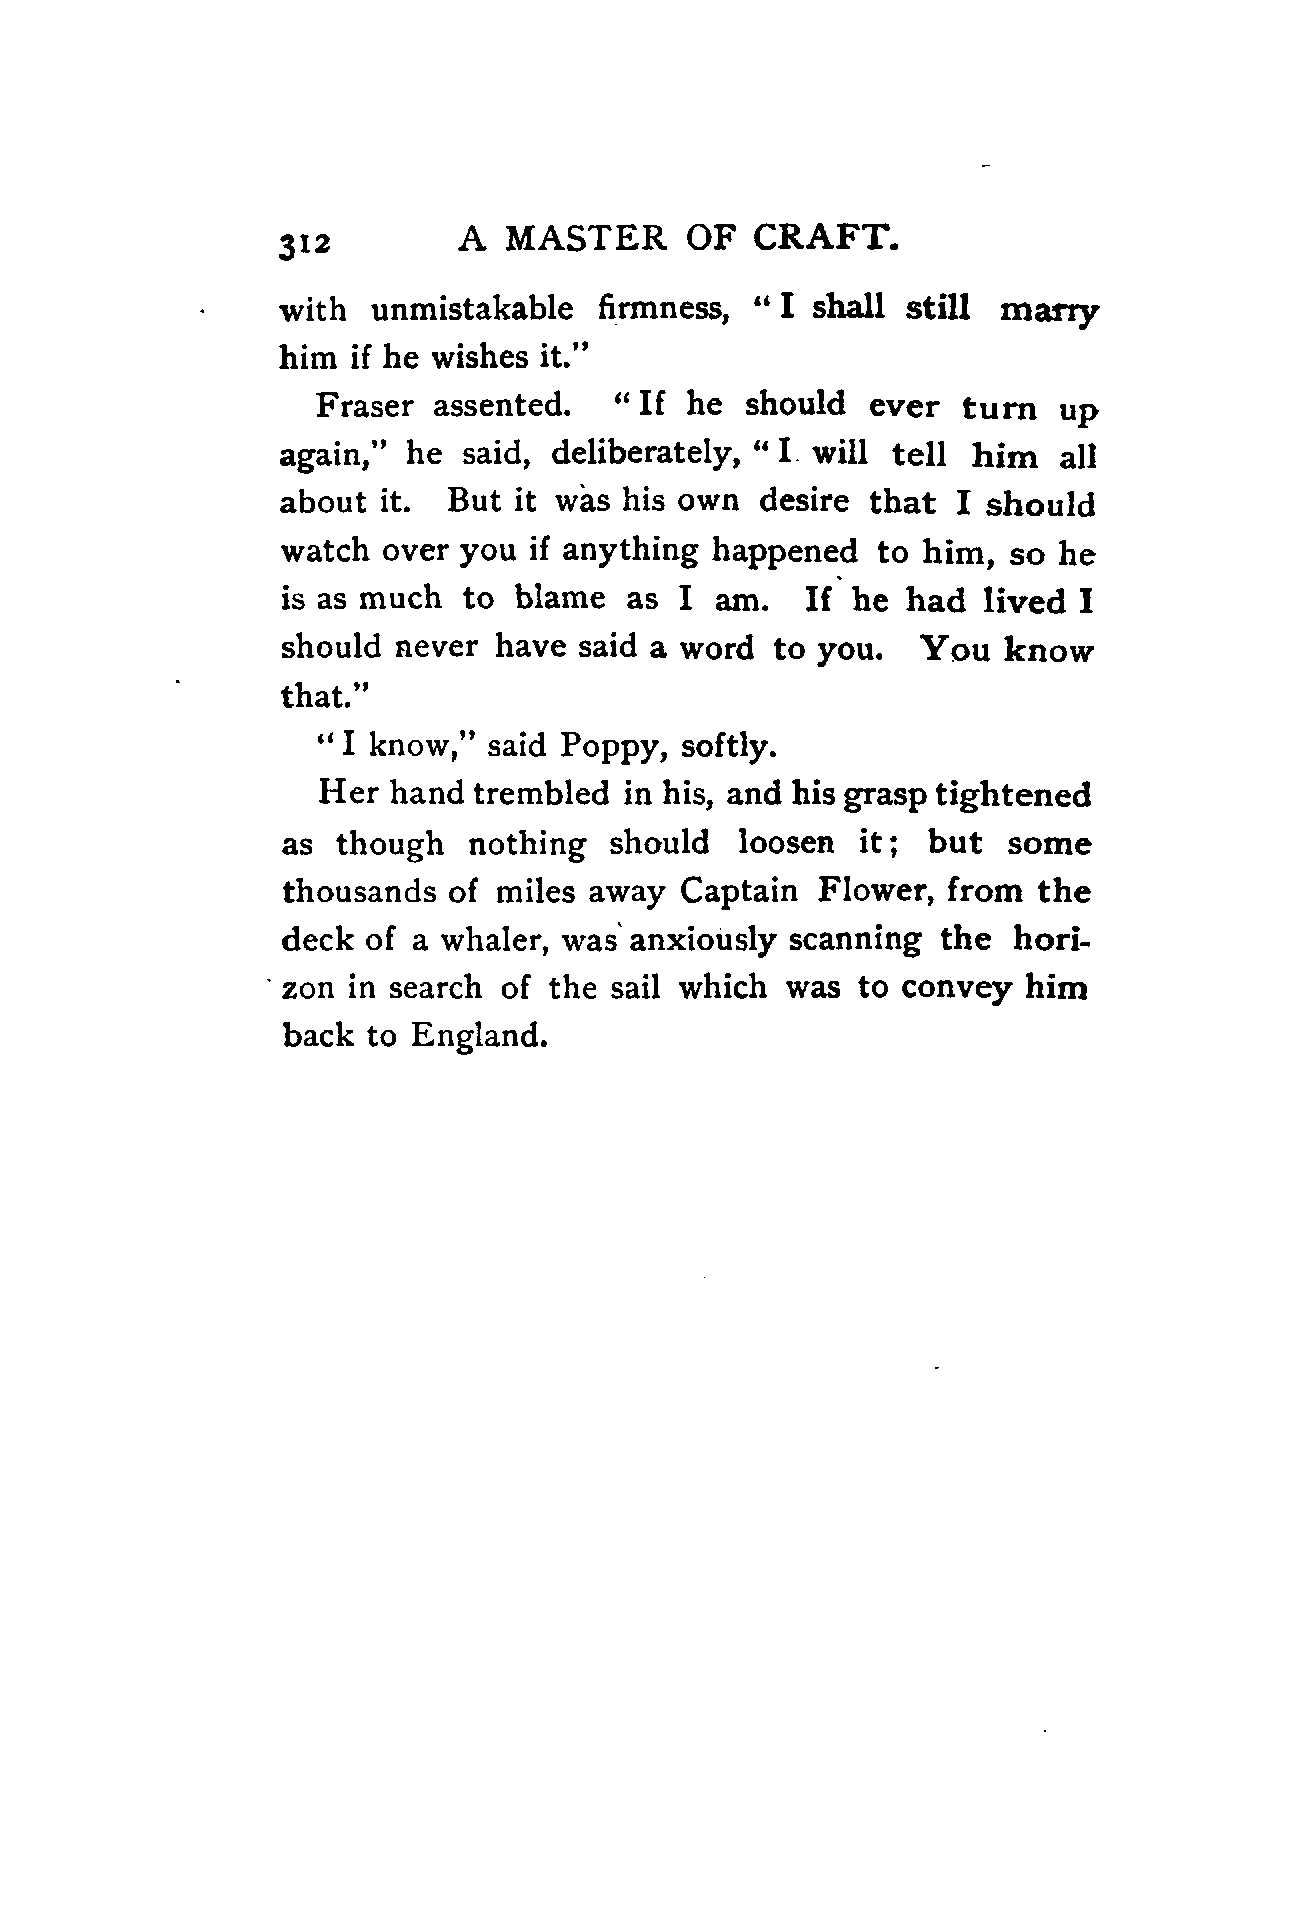 312 A MASTER OF CRAFT.
with unmistakable firmness, “I shall still marry
him if he wishes it.”
Fraser assented. “If he should ever turn up
again,” he said, deliberately, “I will tell him all
about it. But it was his own desire that I should
watch over you if anything happened to him, so he
is as much to blame as I am. If he had lived I
should never have said a word to you. You know
that.”
“I know,” said Poppy, softly.
Her hand trembled in his, and his grasp tightened
as though nothing should loosen it; but some
thousands of miles away Captain Flower, from the
deck of a whaler, was anxiously scanning the hori-
zon in search of the sail which was to convey him
back to England.